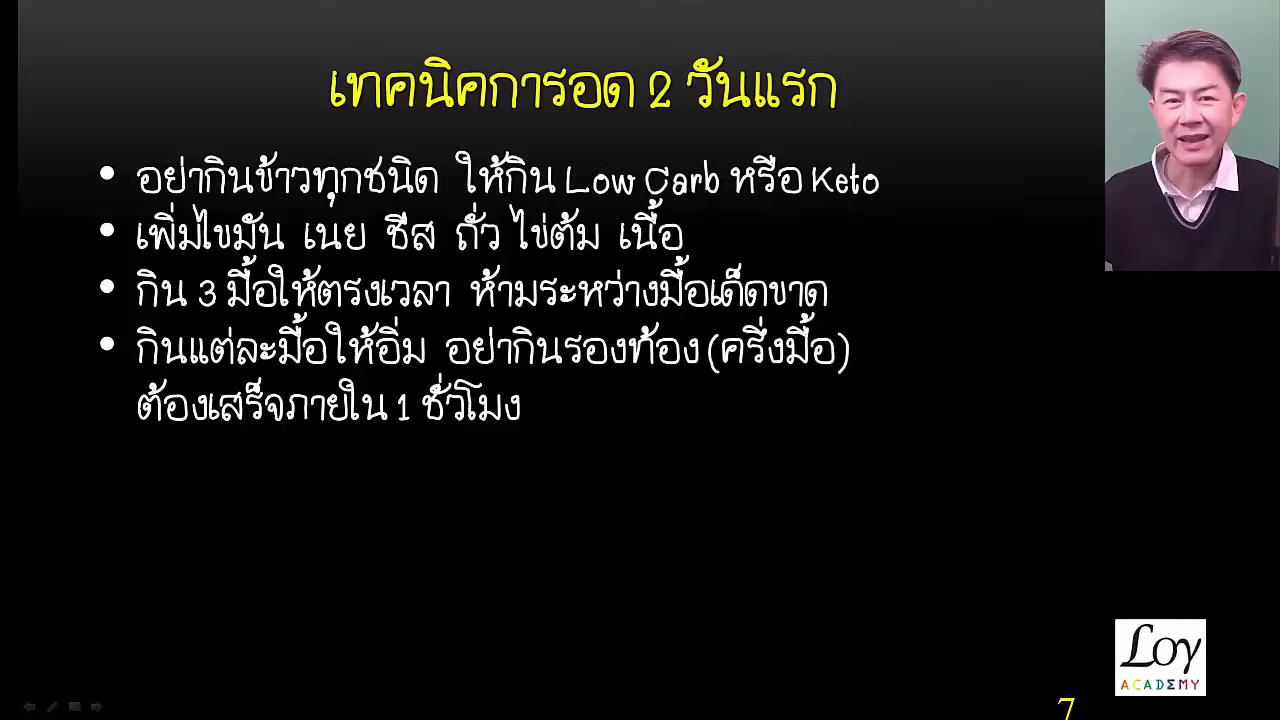 เทคนิคการอด 2 วันแรก
• อย่ากินข้าวทุกชนิด ให้กิน Low Carb หรือ Keto
• เพิ่มไขมัน เนย ชีส ถั่ว ไข่ต้ม เนื้อ
• กิน 3 มื้อให้ตรงเวลา ห้ามระหว่างมื้อเด็ดขาด
• กินแต่ละมื้อให้อิ่ม อย่ากินรองท้อง (ครึ่งมื้อ)
ต้องเสร็จภายใน 1 ชั่วโมง
Loy
ACADEMY
7